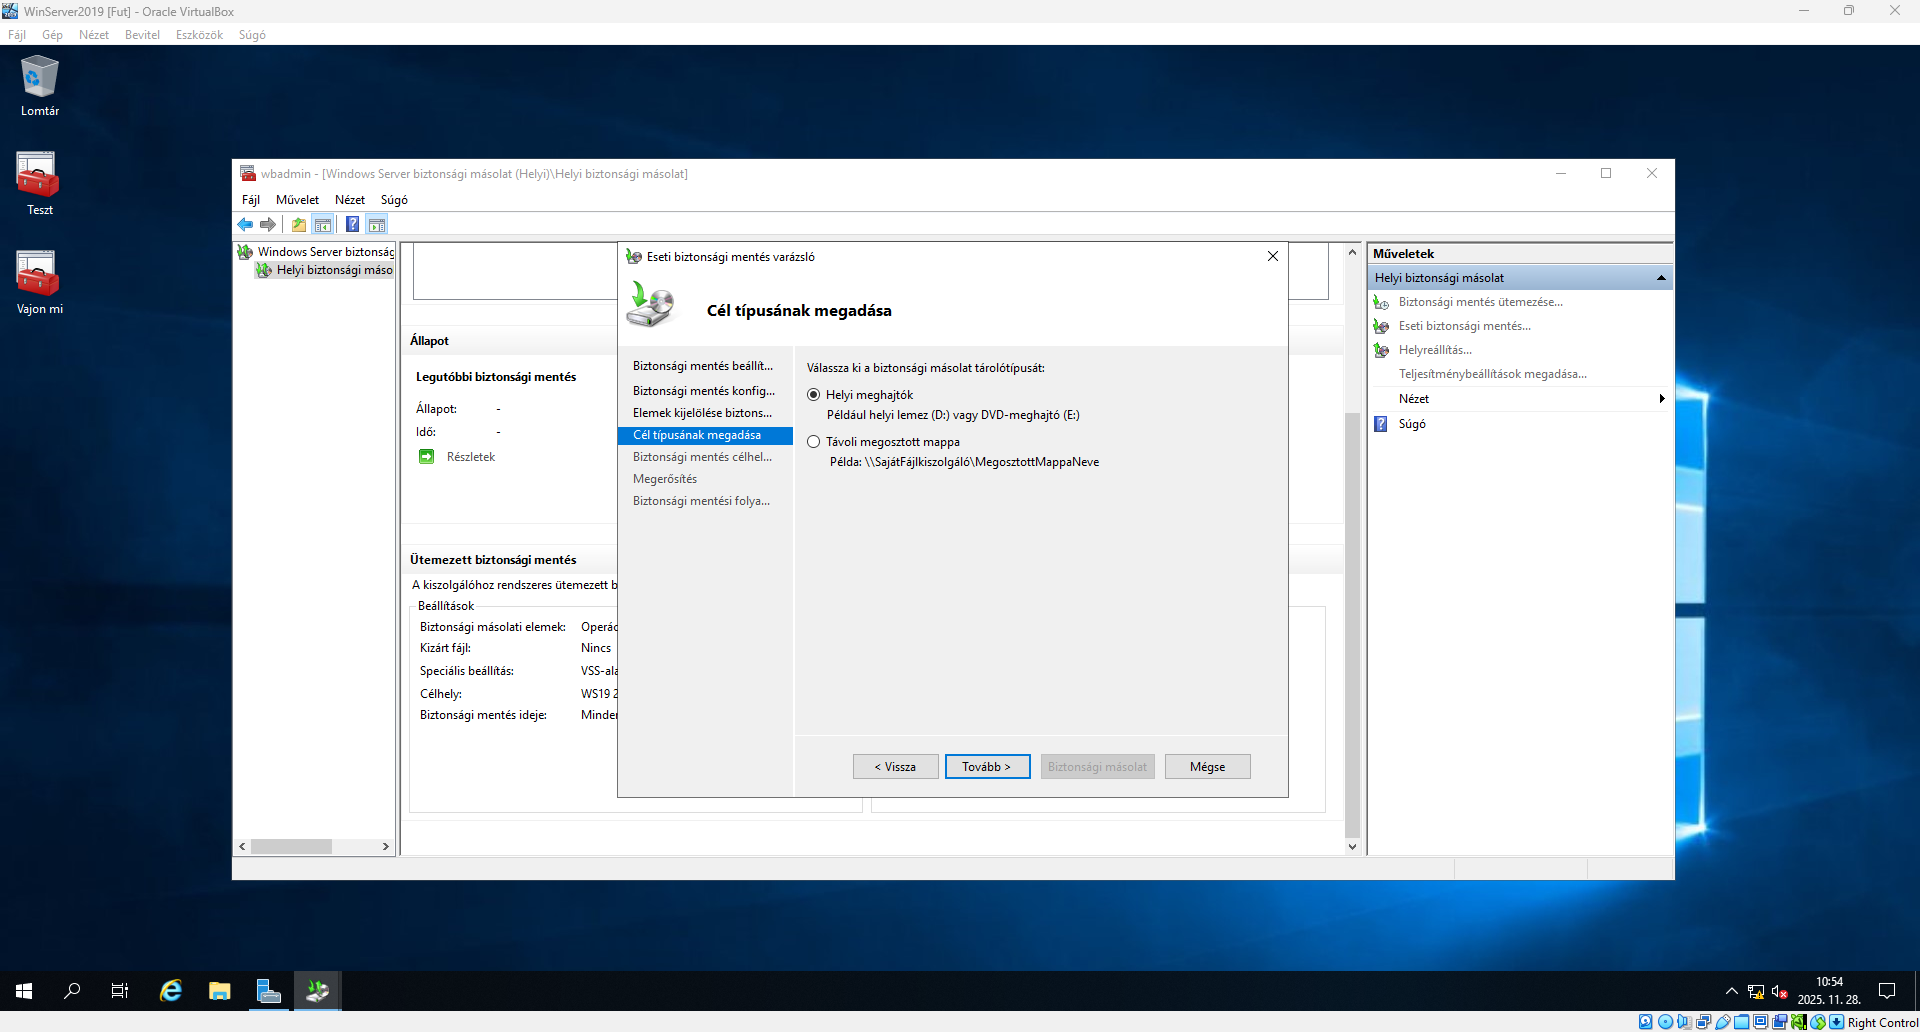 WinServer2019 [Fut] - Oracle VirtualBox
Fájl Gép Nézet Bevitel Eszközök Súgó
Lomtár
Teszt
Vajon mi
wbadmin - [Windows Server biztonsági másolat (Helyi)\Helyi biztonsági másolat]
Fájl Művelet Nézet Súgó
Windows Server biztonság
Helyi biztonsági máso
Állapot
Legutóbbi biztonsági mentés
Állapot: -
Idő: -
Részletek
Ütemezett biztonsági mentés
A kiszolgálóhoz rendszeres ütemezett b
Beállítások
Biztonsági másolati elemek: Operác
Kizárt fájl: Nincs
Speciális beállítás: VSS-ala
Célhely: WS19 2
Biztonsági mentés ideje: Minden
Eseti biztonsági mentés varázsló
Cél típusának megadása
Biztonsági mentés beállít...
Biztonsági mentés konfig...
Elemek kijelölése biztons...
Cél típusának megadása
Biztonsági mentés célhel...
Megerősítés
Biztonsági mentési folya...
Válassza ki a biztonsági másolat tárolótípusát:
Helyi meghajtók
Például helyi lemez (D:) vagy DVD-meghajtó (E:)
Távoli megosztott mappa
Példa: \\SajátFájlkiszolgáló\MegosztottMappaNeve
< Vissza
Tovább >
Biztonsági másolat
Mégse
Műveletek
Helyi biztonsági másolat
Biztonsági mentés ütemezése...
Eseti biztonsági mentés...
Helyreállítás...
Teljesítménybeállítások megadása...
Nézet
Súgó
10:54
2025. 11. 28.
Right Control